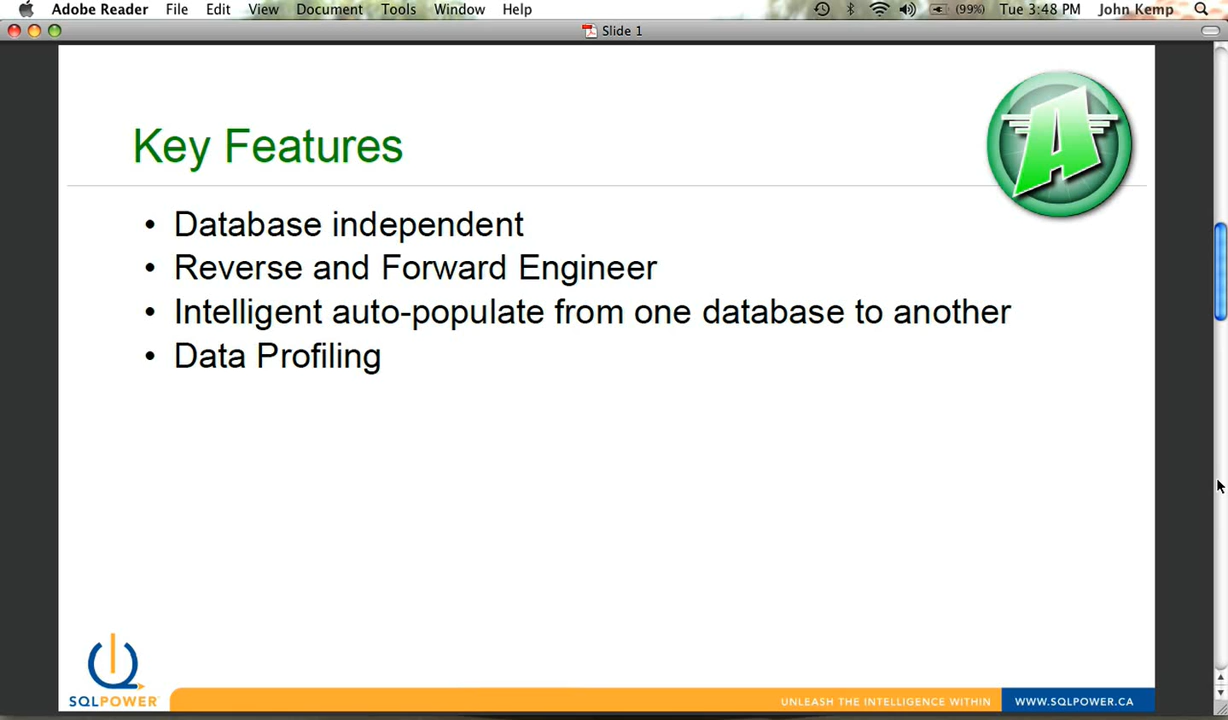 Adobe Reader File Edit View Document Tools Window Help (99%) Tue 3:48 PM John Kemp
Slide 1
Key Features
A
• Database independent
• Reverse and Forward Engineer
• Intelligent auto-populate from one database to another
• Data Profiling
SQLPOWER
UNLEASH THE INTELLIGENCE WITHIN WWW.SQLPOWER.CA